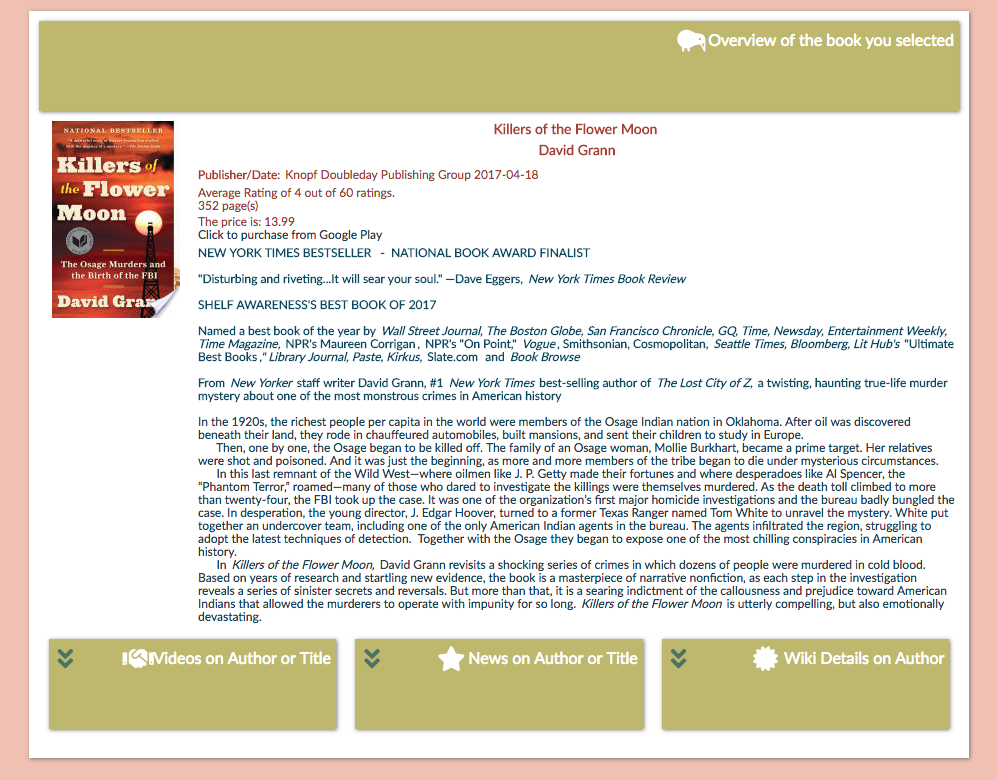 Overview of the book you selected
NATIONAL BESTSELLER
Killers of
the Flower
Moon
The Osage Murders and
the Birth of the FBI
David Gran
Killers of the Flower Moon
David Grann
Publisher/Date: Knopf Doubleday Publishing Group 2017-04-18
Average Rating of 4 out of 60 ratings.
352 page(s)
The price is: 13.99
Click to purchase from Google Play
NEW YORK TIMES BESTSELLER - NATIONAL BOOK AWARD FINALIST
"Disturbing and riveting...It will sear your soul." —Dave Eggers, New York Times Book Review
SHELF AWARENESS'S BEST BOOK OF 2017
Named a best book of the year by Wall Street Journal, The Boston Globe, San Francisco Chronicle, GQ, Time, Newsday, Entertainment Weekly,
Time Magazine, NPR's Maureen Corrigan, NPR's "On Point," Vogue, Smithsonian, Cosmopolitan, Seattle Times, Bloomberg, Lit Hub's "Ultimate
Best Books," Library Journal, Paste, Kirkus, Slate.com and Book Browse
From New Yorker staff writer David Grann, #1 New York Times best-selling author of The Lost City of Z, a twisting, haunting true-life murder
mystery about one of the most monstrous crimes in American history
In the 1920s, the richest people per capita in the world were members of the Osage Indian nation in Oklahoma. After oil was discovered
beneath their land, they rode in chauffeured automobiles, built mansions, and sent their children to study in Europe.
Then, one by one, the Osage began to be killed off. The family of an Osage woman, Mollie Burkhart, became a prime target. Her relatives
were shot and poisoned. And it was just the beginning, as more and more members of the tribe began to die under mysterious circumstances.
In this last remnant of the Wild West—where oilmen like J. P. Getty made their fortunes and where desperadoes like Al Spencer, the
“Phantom Terror,” roamed—many of those who dared to investigate the killings were themselves murdered. As the death toll climbed to more
than twenty-four, the FBI took up the case. It was one of the organization’s first major homicide investigations and the bureau badly bungled the
case. In desperation, the young director, J. Edgar Hoover, turned to a former Texas Ranger named Tom White to unravel the mystery. White put
together an undercover team, including one of the only American Indian agents in the bureau. The agents infiltrated the region, struggling to
adopt the latest techniques of detection. Together with the Osage they began to expose one of the most chilling conspiracies in American
history.
In Killers of the Flower Moon, David Grann revisits a shocking series of crimes in which dozens of people were murdered in cold blood.
Based on years of research and startling new evidence, the book is a masterpiece of narrative nonfiction, as each step in the investigation
reveals a series of sinister secrets and reversals. But more than that, it is a searing indictment of the callousness and prejudice toward American
Indians that allowed the murderers to operate with impunity for so long. Killers of the Flower Moon is utterly compelling, but also emotionally
devastating.
Videos on Author or Title
News on Author or Title
Wiki Details on Author